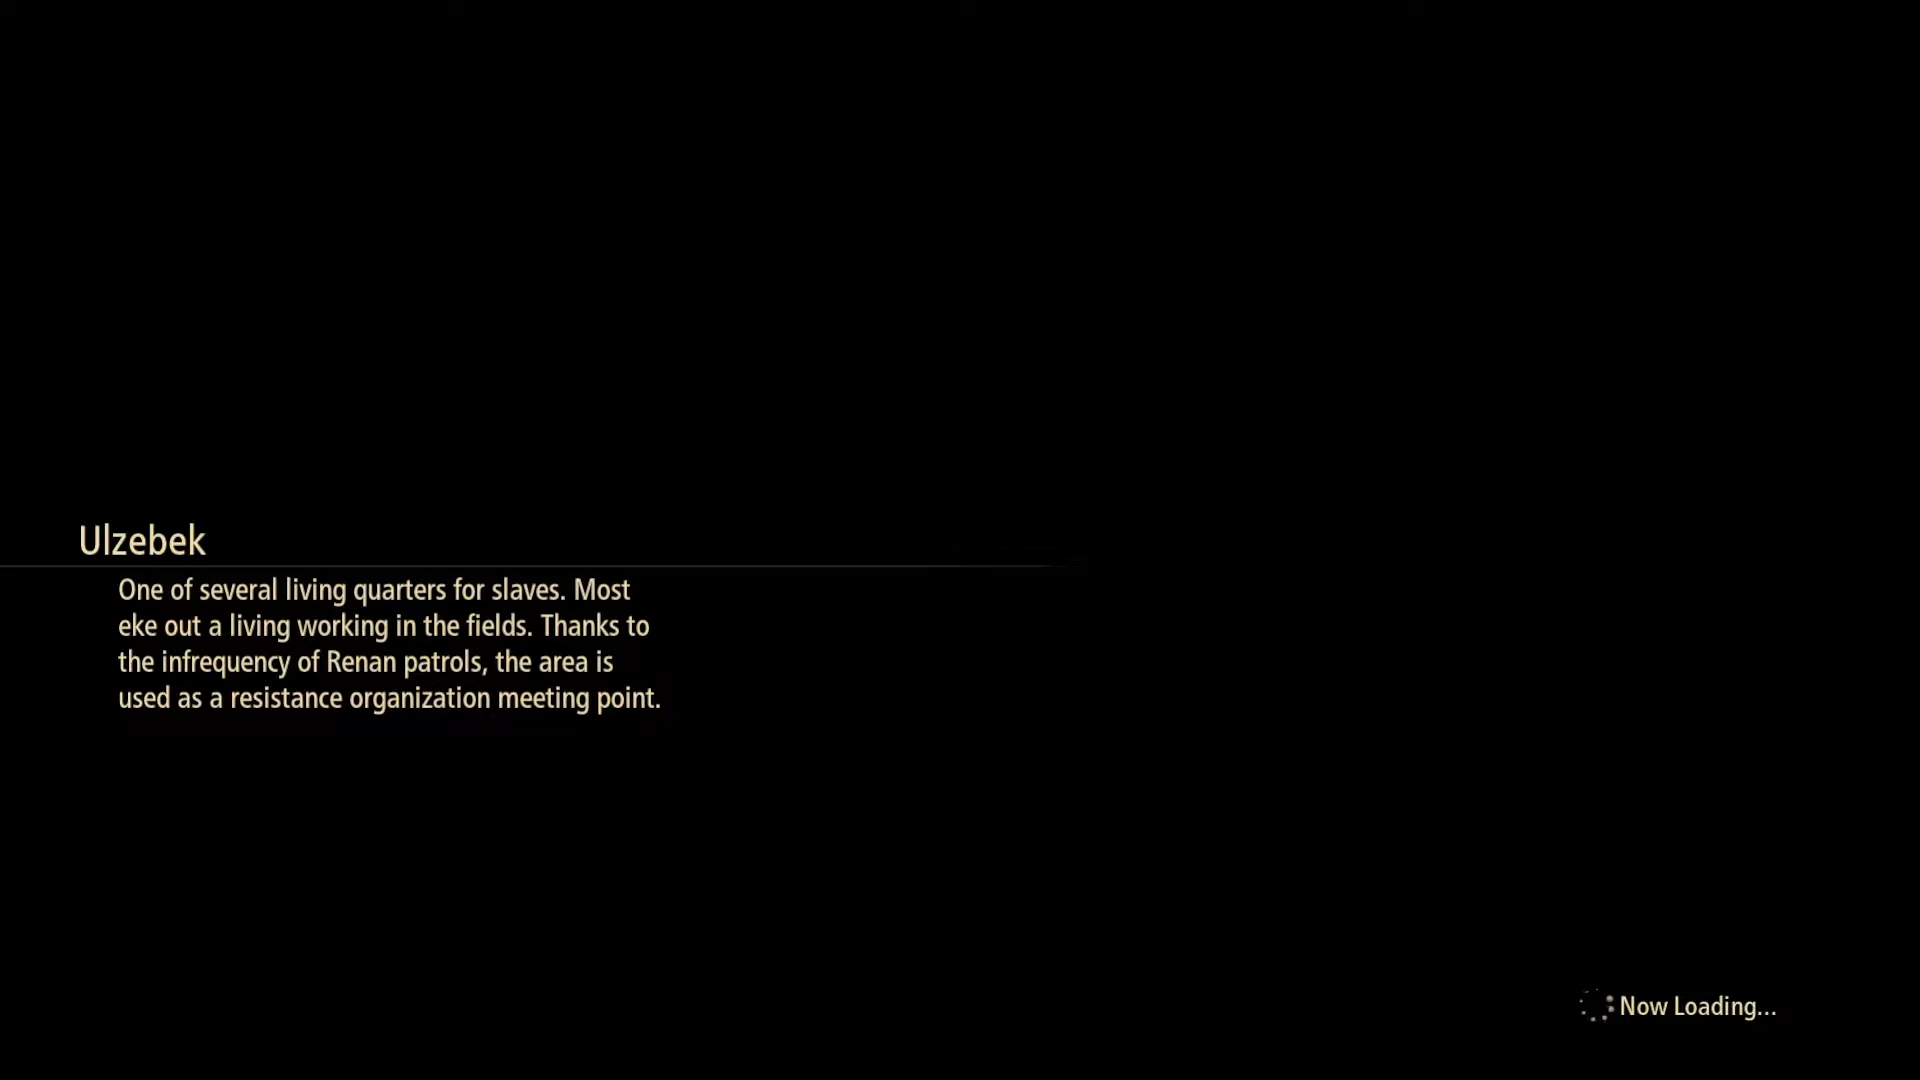 Ulzebek
One of several living quarters for slaves. Most
eke out a living working in the fields. Thanks to
the infrequency of Renan patrols, the area is
used as a resistance organization meeting point.
Now Loading...